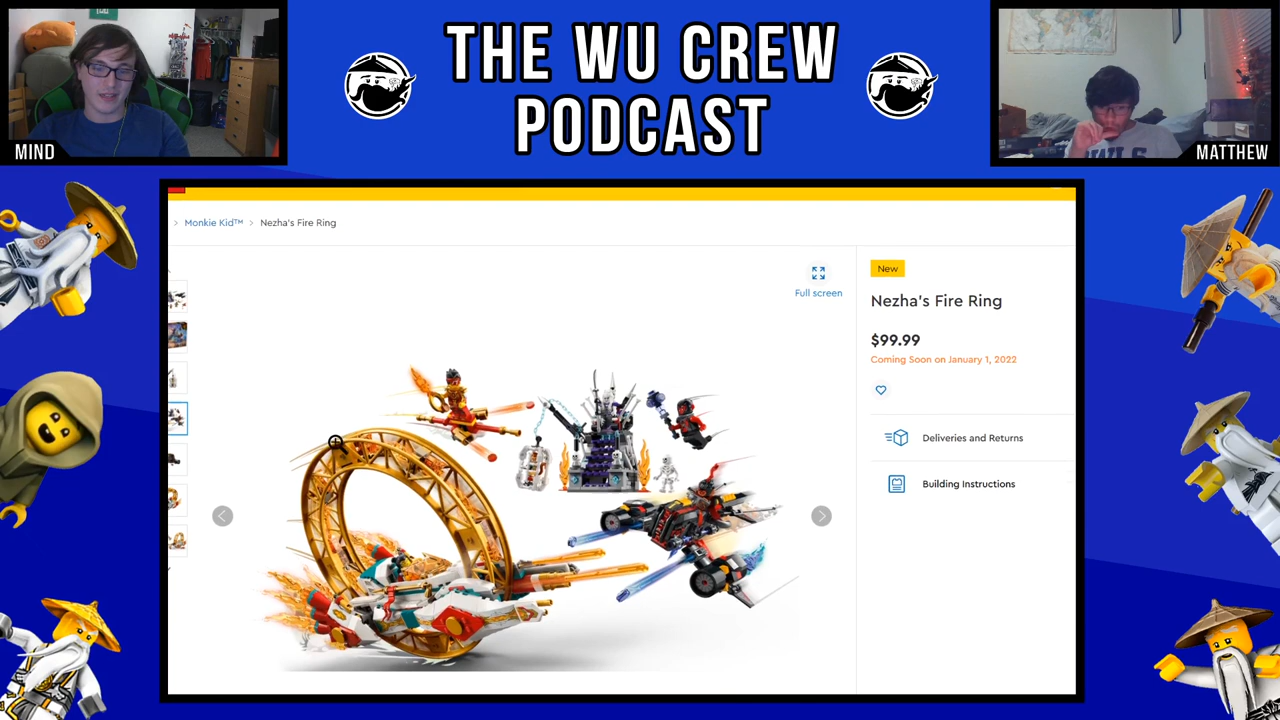 THE WU CREW
PODCAST
MIND
MATTHEW
> Monkie Kid™ > Nezha's Fire Ring
Full screen
New
Nezha's Fire Ring
$99.99
Coming Soon on January 1, 2022
Deliveries and Returns
Building Instructions